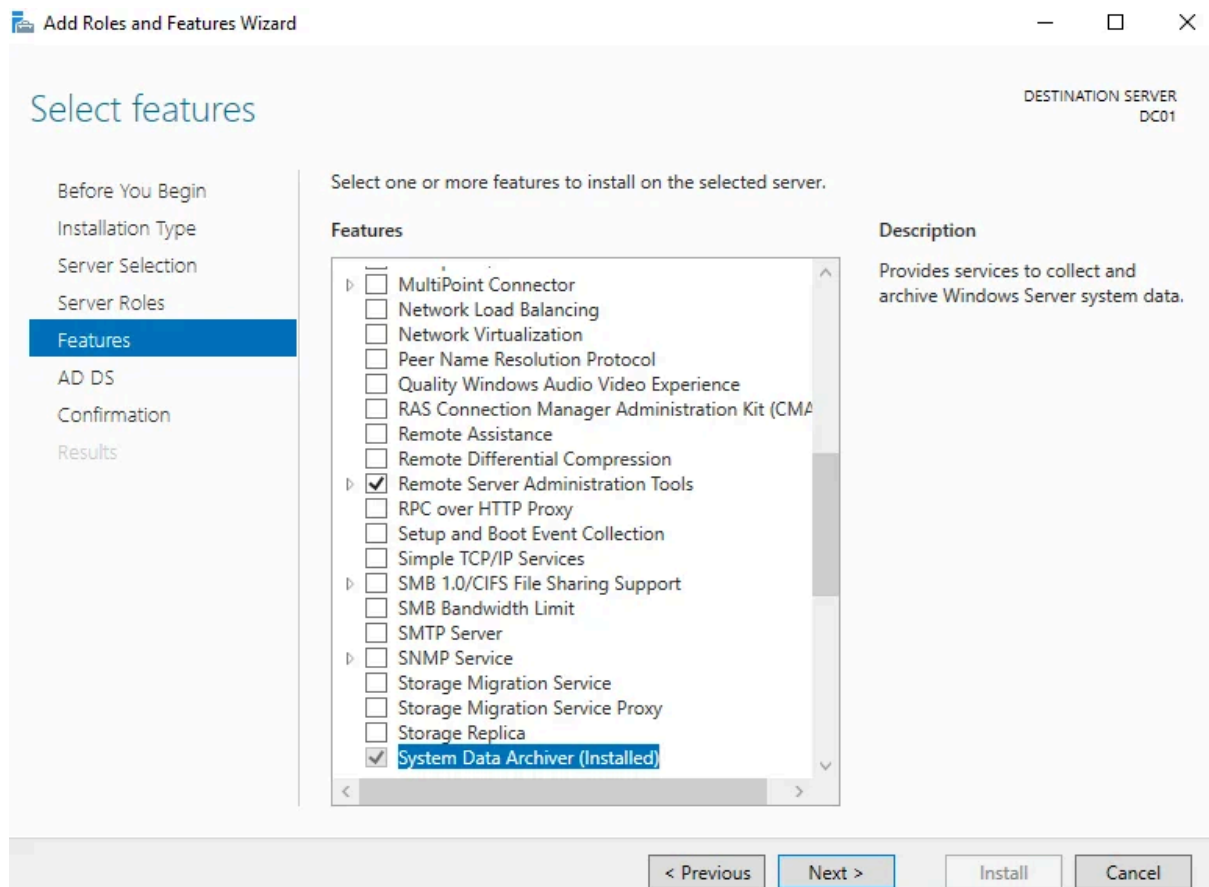 Add Roles and Features Wizard
Select features
DESTINATION SERVER
DC01
Before You Begin
Installation Type
Server Selection
Server Roles
Features
AD DS
Confirmation
Results
Select one or more features to install on the selected server.
Features
MultiPoint Connector
Network Load Balancing
Network Virtualization
Peer Name Resolution Protocol
Quality Windows Audio Video Experience
RAS Connection Manager Administration Kit (CMA
Remote Assistance
Remote Differential Compression
Remote Server Administration Tools
RPC over HTTP Proxy
Setup and Boot Event Collection
Simple TCP/IP Services
SMB 1.0/CIFS File Sharing Support
SMB Bandwidth Limit
SMTP Server
SNMP Service
Storage Migration Service
Storage Migration Service Proxy
Storage Replica
System Data Archiver (Installed)
Description
Provides services to collect and
archive Windows Server system data.
< Previous
Next >
Install
Cancel